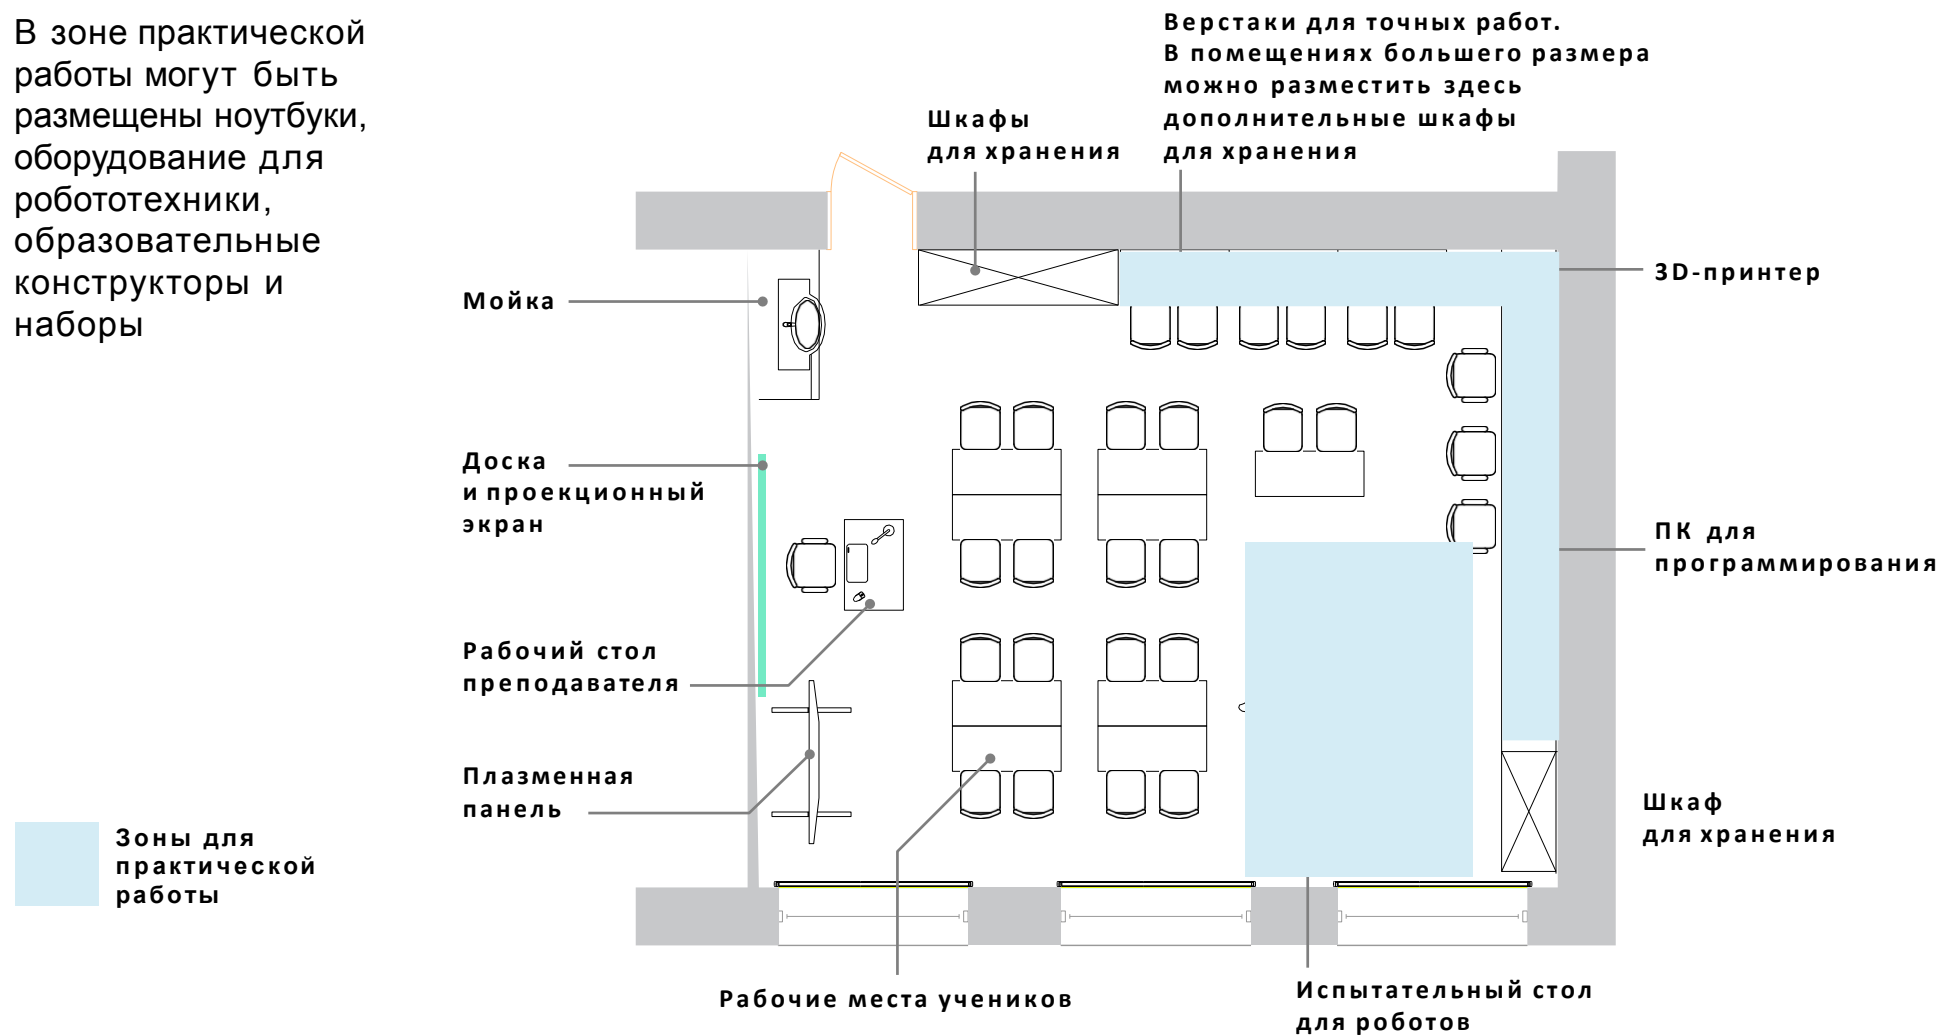 В зоне практической
работы могут быть
размещены ноутбуки,
оборудование для
робототехники,
образовательные
конструкторы и
наборы
Верстаки для точных работ.
В помещениях большего размера
можно разместить здесь
дополнительные шкафы
для хранения
Шкафы
для хранения
3D-принтер
Мойка
Доска
и проекционный
экран
ПК для
программирования
Рабочий стол
преподавателя
Плазменная
панель
Шкаф
для хранения
Зоны для
практической
работы
Рабочие места учеников
Испытательный стол
для роботов